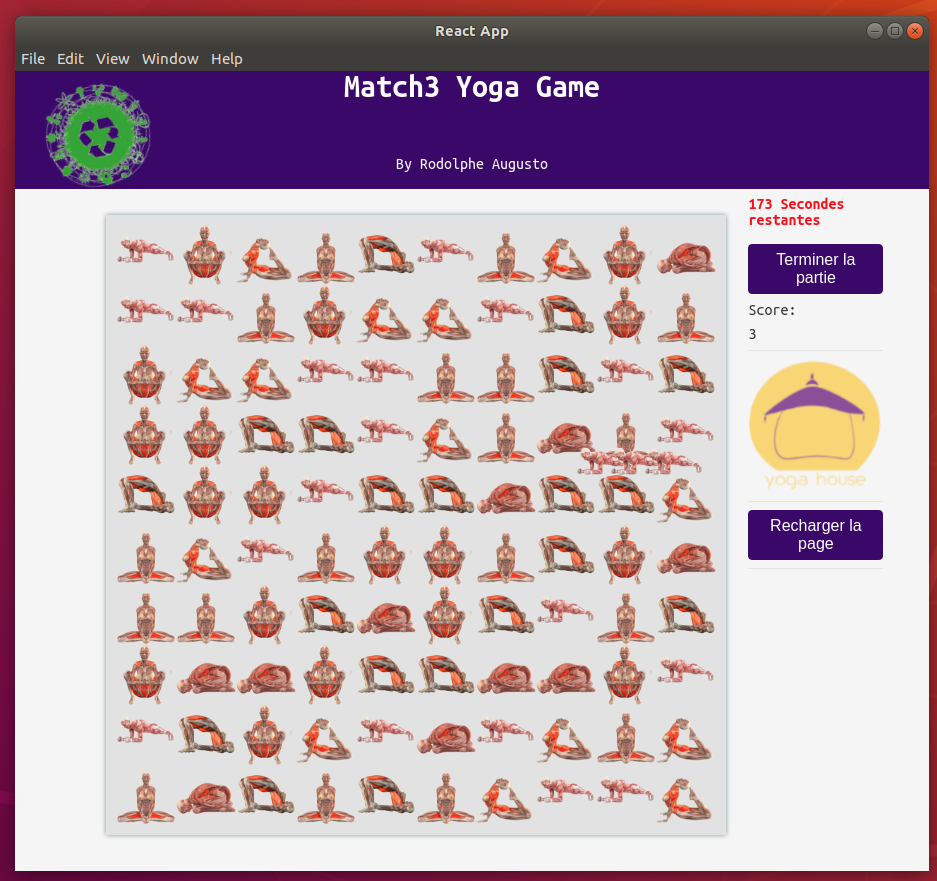 React App
File Edit View Window Help
Match3 Yoga Game
By Rodolphe Augusto
173 Secondes
restantes
Terminer la
partie
Score:
3
yoga house
Recharger la
page